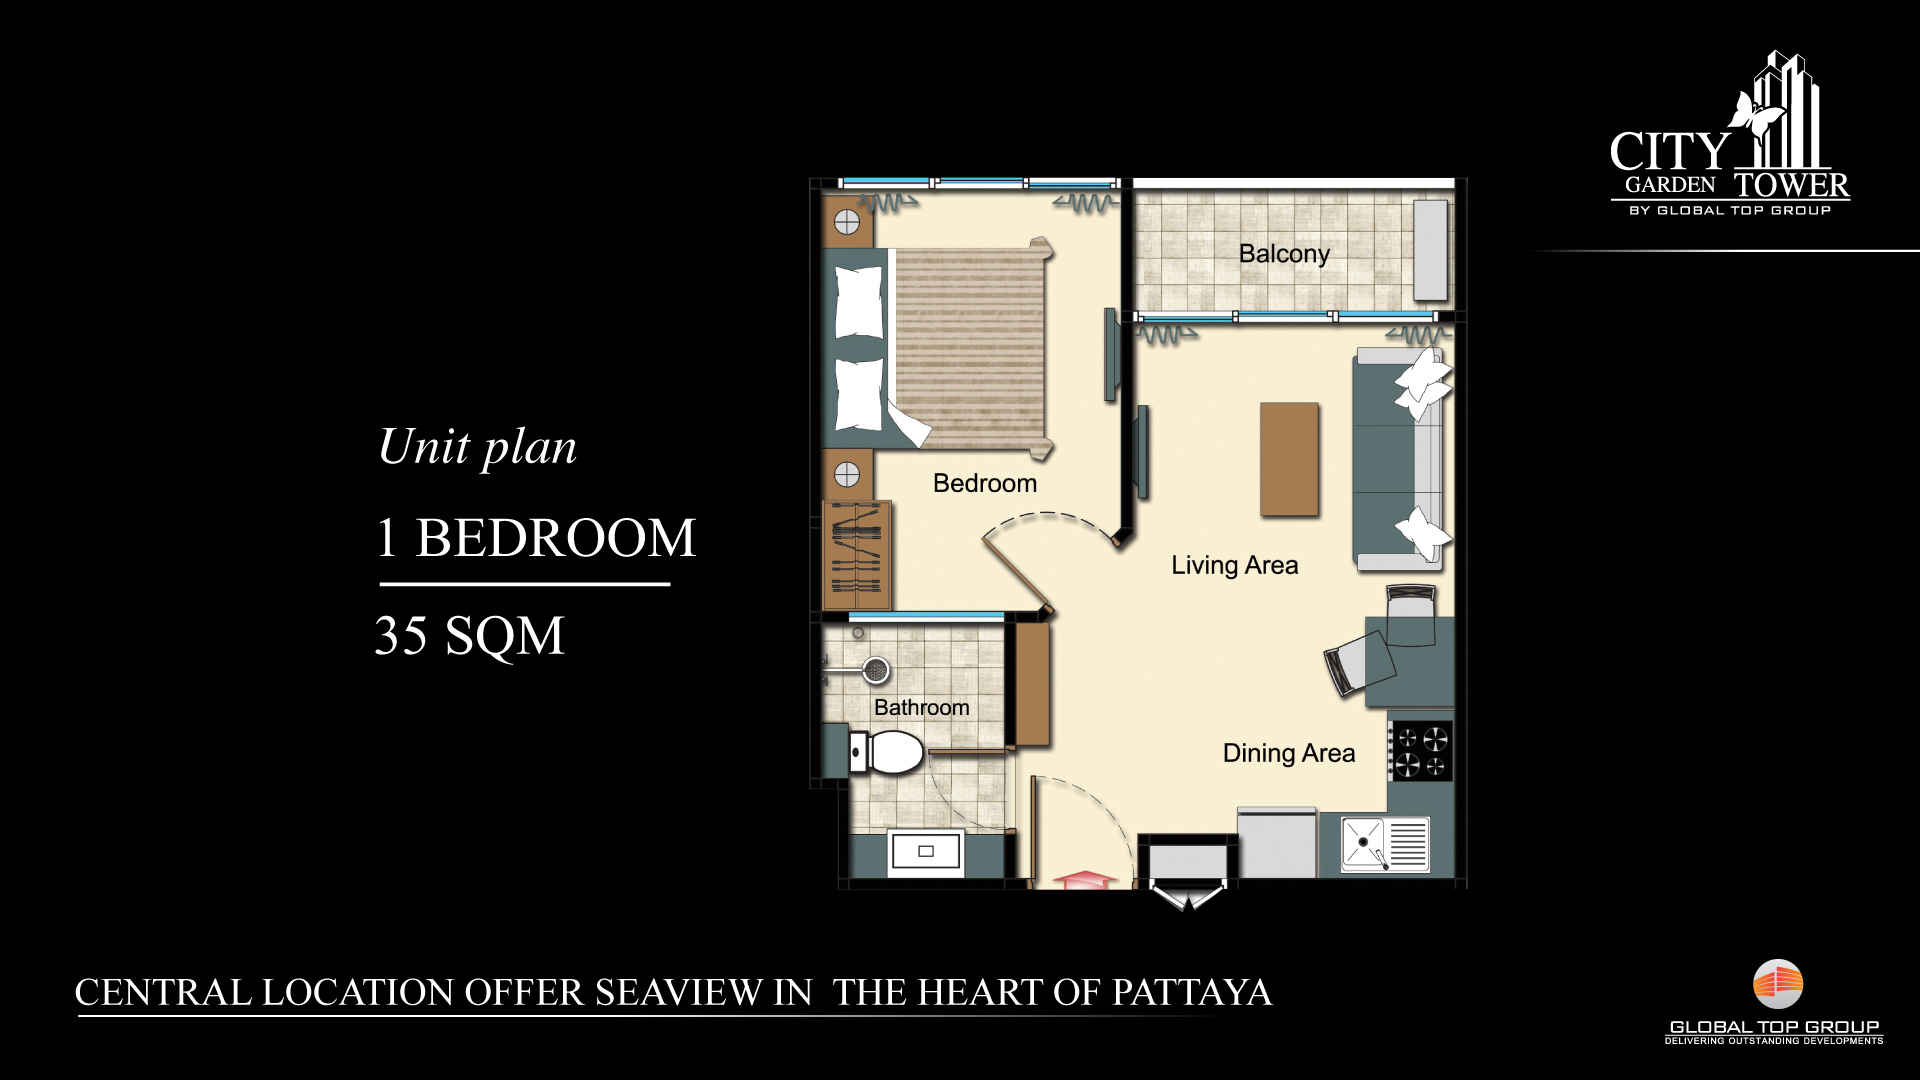 CITY
GARDEN TOWER
BY GLOBAL TOP GROUP
Balcony
Bedroom
Living Area
Bathroom
Dining Area
Unit plan
1 BEDROOM
35 SQM
CENTRAL LOCATION OFFER SEAVIEW IN THE HEART OF PATTAYA
GLOBAL TOP GROUP
DELIVERING OUTSTANDING DEVELOPMENTS